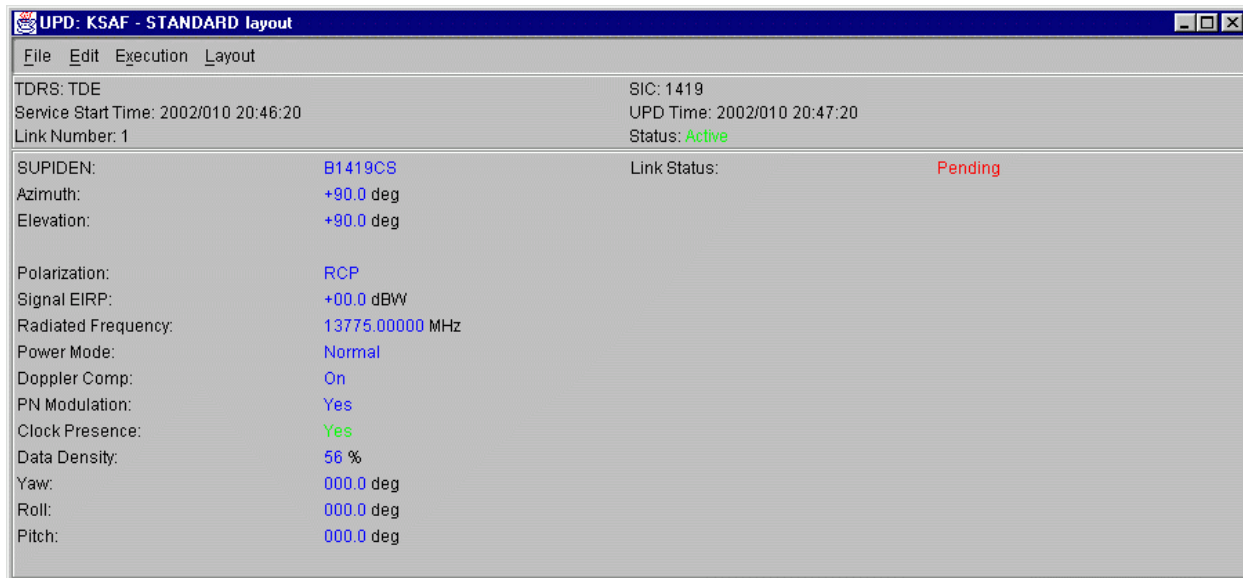 UPD: KSAF - STANDARD layout
File Edit Execution Layout
TDRS: TDE SIC: 1419
Service Start Time: 2002/010 20:46:20 UPD Time: 2002/010 20:47:20
Link Number: 1 Status: Active
SUPIDEN: B1419CS Link Status: Pending
Azimuth: +90.0 deg
Elevation: +90.0 deg
Polarization: RCP
Signal EIRP: +00.0 dBW
Radiated Frequency: 13775.00000 MHz
Power Mode: Normal
Doppler Comp: On
PN Modulation: Yes
Clock Presence: Yes
Data Density: 56 %
Yaw: 000.0 deg
Roll: 000.0 deg
Pitch: 000.0 deg